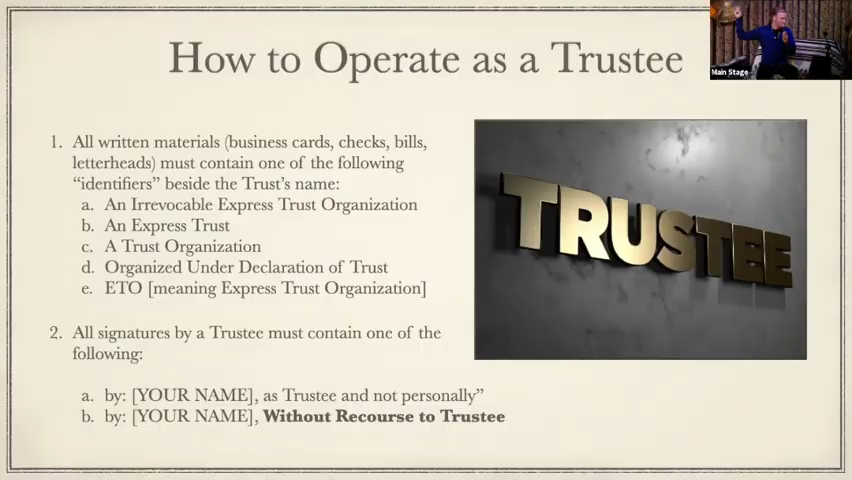 How to Operate as a Trustee
Main Stage
1. All written materials (business cards, checks, bills,
letterheads) must contain one of the following
“identifiers” beside the Trust’s name:
a. An Irrevocable Express Trust Organization
b. An Express Trust
c. A Trust Organization
d. Organized Under Declaration of Trust
e. ETO [meaning Express Trust Organization]
TRUSTEE
2. All signatures by a Trustee must contain one of the
following:
a. by: [YOUR NAME], as Trustee and not personally”
b. by: [YOUR NAME], Without Recourse to Trustee